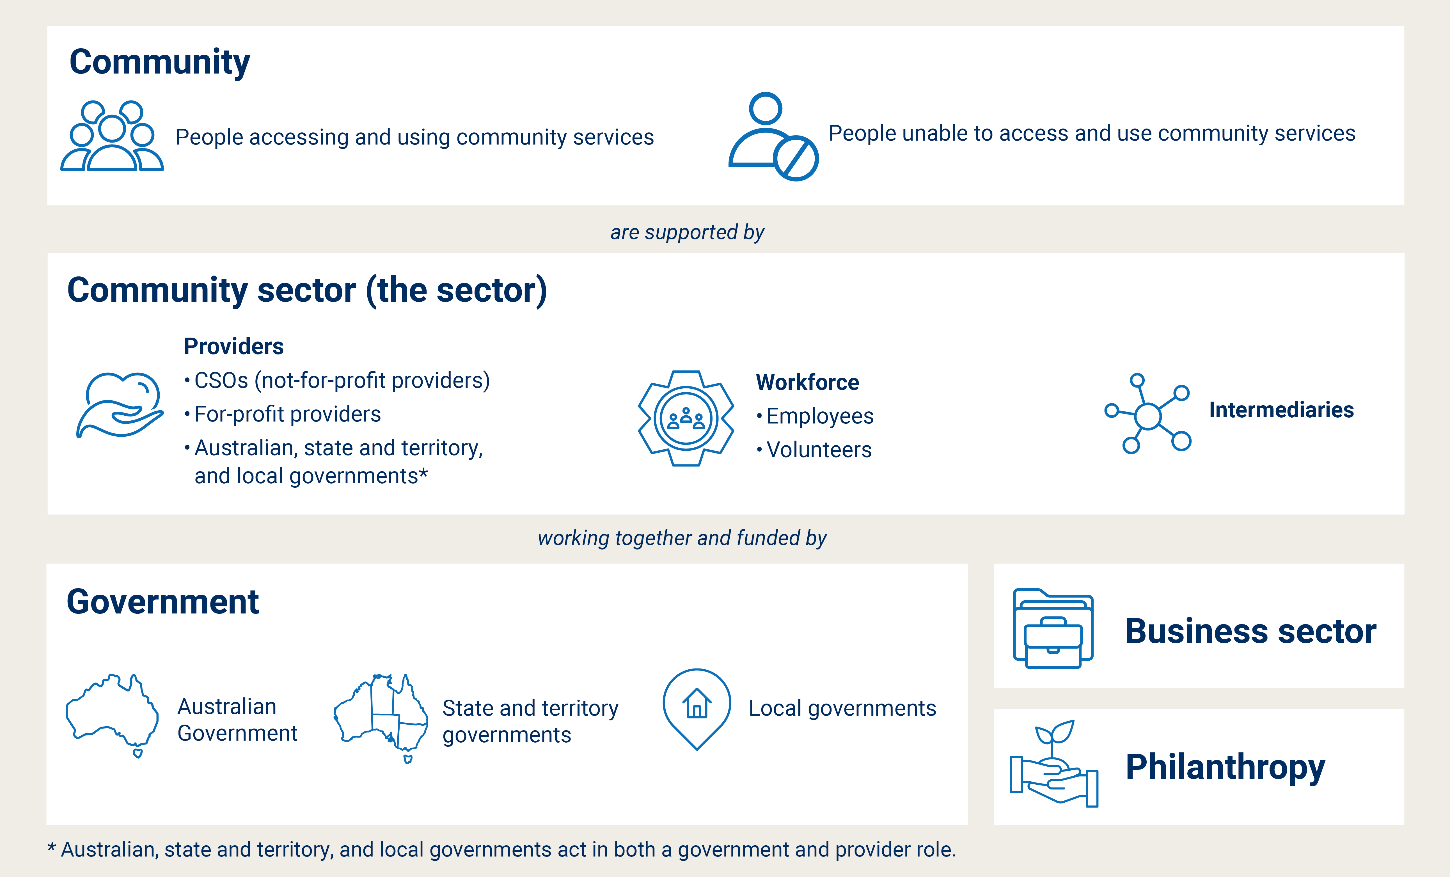 Community
People accessing and using community services
People unable to access and use community services
are supported by
Community sector (the sector)
Providers
• CSOs (not-for-profit providers)
• For-profit providers
• Australian, state and territory,
and local governments*
Workforce
• Employees
• Volunteers
Intermediaries
working together and funded by
Government
Australian
Government
State and territory
governments
Local governments
Business sector
Philanthropy
* Australian, state and territory, and local governments act in both a government and provider role.